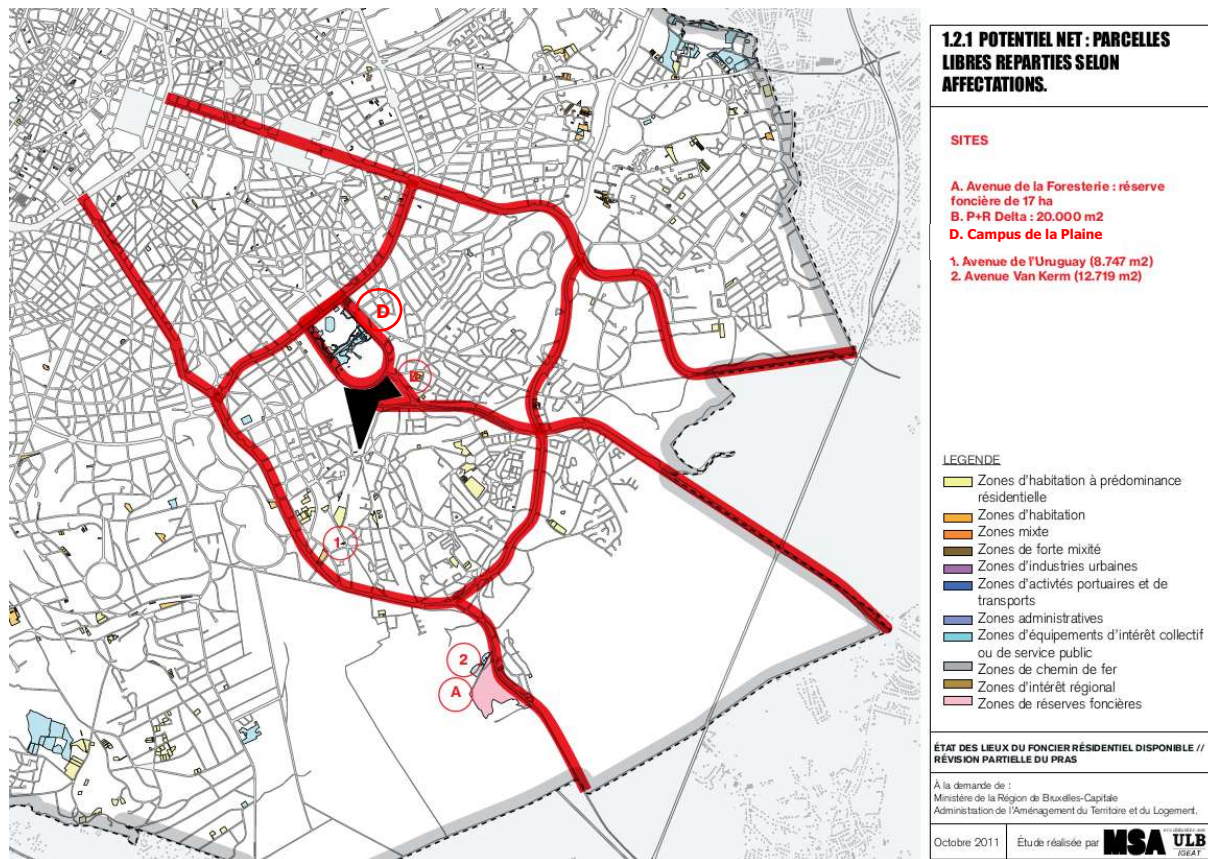 1.2.1 POTENTIEL NET : PARCELLES
LIBRES REPARTIES SELON
AFFECTATIONS.
SITES
A. Avenue de la Foresterie : réserve
foncière de 17 ha
B. P+R Delta : 20.000 m2
D. Campus de la Plaine
1. Avenue de l'Uruguay (8.747 m2)
2. Avenue Van Kerm (12.719 m2)
D
1
2
A
LEGENDE
Zones d'habitation à prédominance
résidentielle
Zones d'habitation
Zones mixte
Zones de forte mixité
Zones d'industries urbaines
Zones d'activtés portuaires et de
transports
Zones administratives
Zones d'équipements d'intérêt collectif
ou de service public
Zones de chemin de fer
Zones d'intérêt régional
Zones de réserves foncières
ÉTAT DES LIEUX DU FONCIER RÉSIDENTIEL DISPONIBLE //
RÉVISION PARTIELLE DU PRAS
À la demande de :
Ministère de la Région de Bruxelles-Capitale
Administration de l'Aménagement du Territoire et du Logement.
Octobre 2011
Étude réalisée par
MSA
ULB
IGEAT